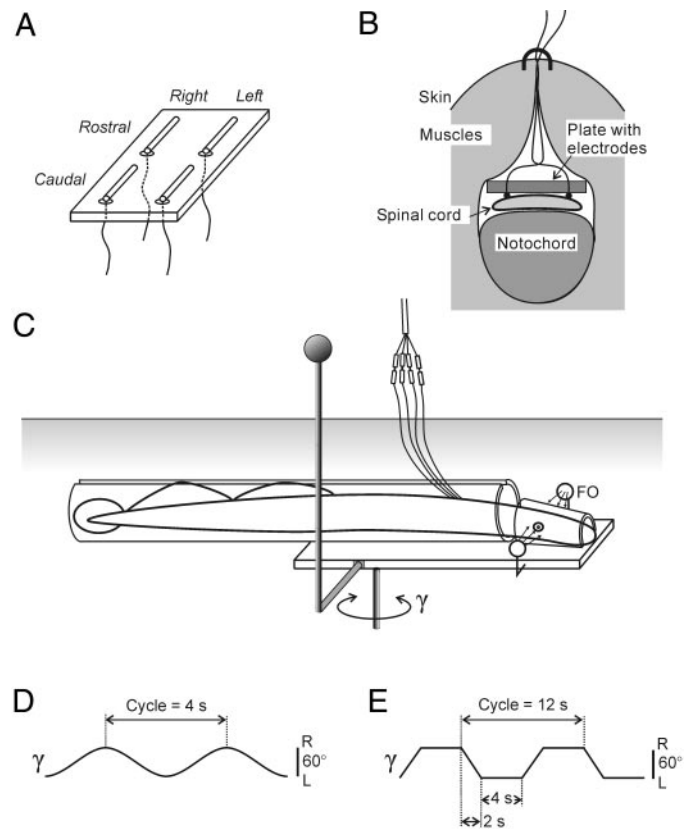 A
Right
Left
Rostral
Caudal
B
Skin
Muscles
Plate with
electrodes
Spinal cord
Notochord
C
FO
γ
D
Cycle = 4 s
γ
R
60°
L
E
Cycle = 12 s
γ
4 s
2 s
R
60°
L